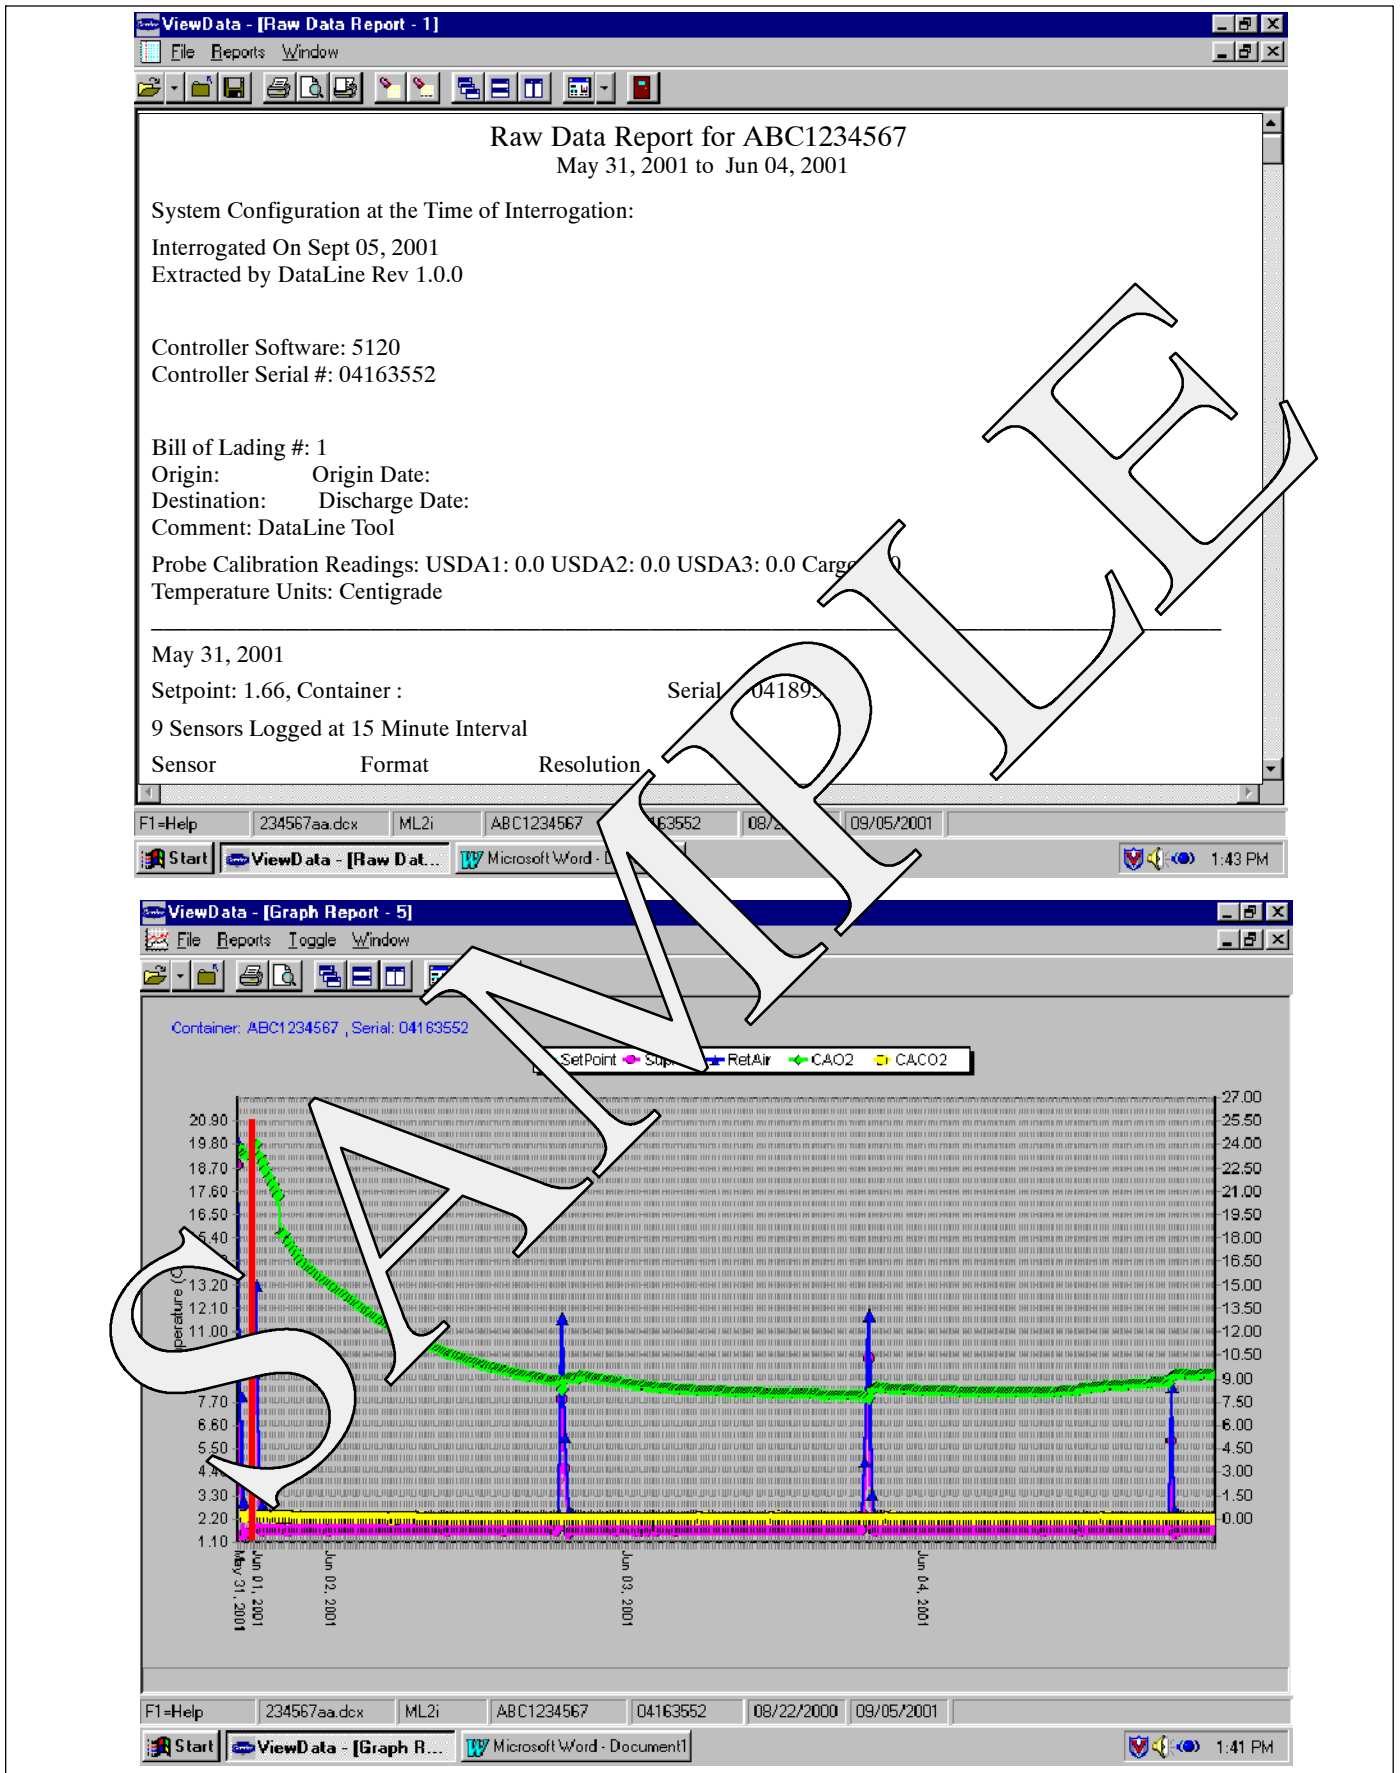 ViewData - [Raw Data Report - 1]
File Reports Window
Raw Data Report for ABC1234567
May 31, 2001 to Jun 04, 2001
System Configuration at the Time of Interrogation:
Interrogated On Sept 05, 2001
Extracted by DataLine Rev 1.0.0
Controller Software: 5120
Controller Serial #: 04163552
Bill of Lading #: 1
Origin: Origin Date:
Destination: Discharge Date:
Comment: DataLine Tool
Probe Calibration Readings: USDA1: 0.0 USDA2: 0.0 USDA3: 0.0
Temperature Units: Centigrade
May 31, 2001
Setpoint: 1.66, Container : Serial
9 Sensors Logged at 15 Minute Interval
Sensor Format Resolution
F1=Help 234567aa.dcx ML2i ABC1234567 09/05/2001
Start ViewData - [Raw Dat... Microsoft Word - 1:43 PM
SAMPLE
ViewData - [Graph Report - 5]
File Reports Toggle Window
Container: ABC1234567 , Serial: 04163552
SetPoint RetAir CAO2 CACO2
20.90
19.80
18.70
17.60
16.50
13.20
12.10
11.00
7.70
6.60
5.50
3.30
2.20
1.10
27.00
25.50
24.00
22.50
21.00
19.50
18.00
16.50
15.00
13.50
12.00
10.50
9.00
7.50
6.00
4.50
3.00
1.50
0.00
May 31, 2001
Jun 01, 2001
Jun 02, 2001
Jun 03, 2001
Jun 04, 2001
F1=Help 234567aa.dcx ML2i ABC1234567 04163552 08/22/2000 09/05/2001
Start ViewData - [Graph R... Microsoft Word - Document1 1:41 PM